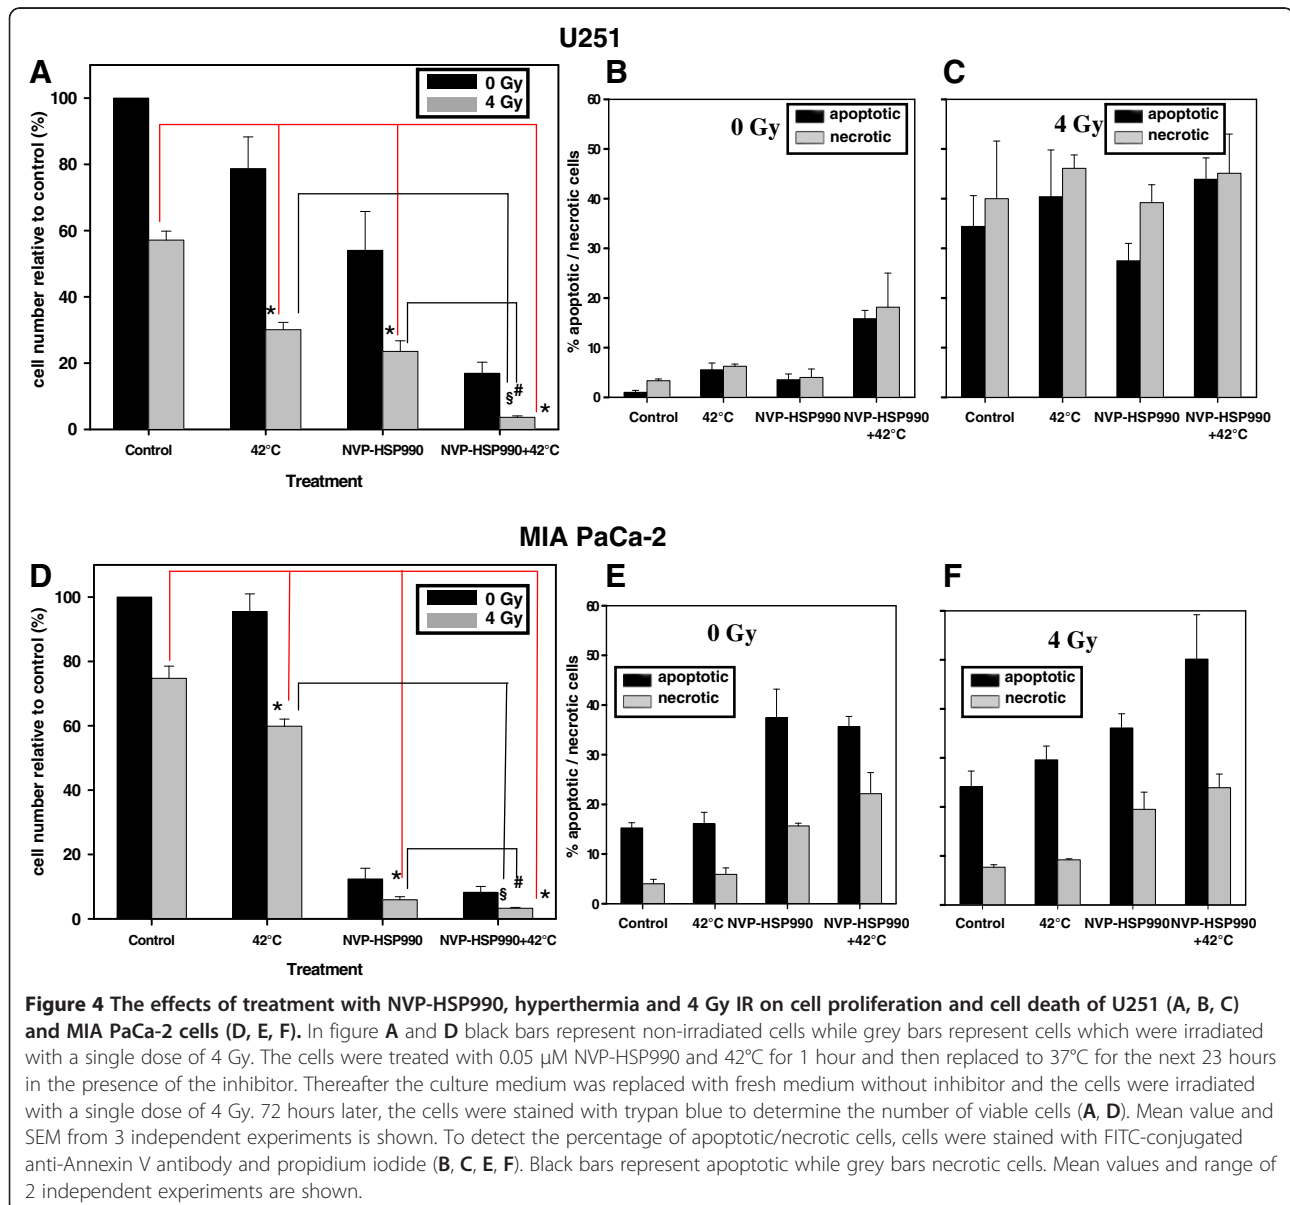 U251
A
0 Gy
4 Gy
cell number relative to control (%)
100
80
60
40
20
0
*
*
§
#
*
Control
42°C
NVP-HSP990
NVP-HSP990+42°C
Treatment
B
0 Gy
apoptotic
necrotic
% apoptotic / necrotic cells
60
50
40
30
20
10
0
Control
42°C
NVP-HSP990
NVP-HSP990
+42°C
C
4 Gy
apoptotic
necrotic
Control
42°C
NVP-HSP990
NVP-HSP990
+42°C
MIA PaCa-2
D
0 Gy
4 Gy
cell number relative to control (%)
100
80
60
40
20
0
*
*
§
#
*
Control
42°C
NVP-HSP990
NVP-HSP990+42°C
Treatment
E
0 Gy
apoptotic
necrotic
% apoptotic / necrotic cells
60
50
40
30
20
10
0
Control
42°C
NVP-HSP990
NVP-HSP990
+42°C
F
4 Gy
apoptotic
necrotic
Control
42°C
NVP-HSP990
NVP-HSP990
+42°C
Figure 4 The effects of treatment with NVP-HSP990, hyperthermia and 4 Gy IR on cell proliferation and cell death of U251 (A, B, C)
and MIA PaCa-2 cells (D, E, F). In figure A and D black bars represent non-irradiated cells while grey bars represent cells which were irradiated
with a single dose of 4 Gy. The cells were treated with 0.05 μM NVP-HSP990 and 42°C for 1 hour and then replaced to 37°C for the next 23 hours
in the presence of the inhibitor. Thereafter the culture medium was replaced with fresh medium without inhibitor and the cells were irradiated
with a single dose of 4 Gy. 72 hours later, the cells were stained with trypan blue to determine the number of viable cells (A, D). Mean value and
SEM from 3 independent experiments is shown. To detect the percentage of apoptotic/necrotic cells, cells were stained with FITC-conjugated
anti-Annexin V antibody and propidium iodide (B, C, E, F). Black bars represent apoptotic while grey bars necrotic cells. Mean values and range of
2 independent experiments are shown.